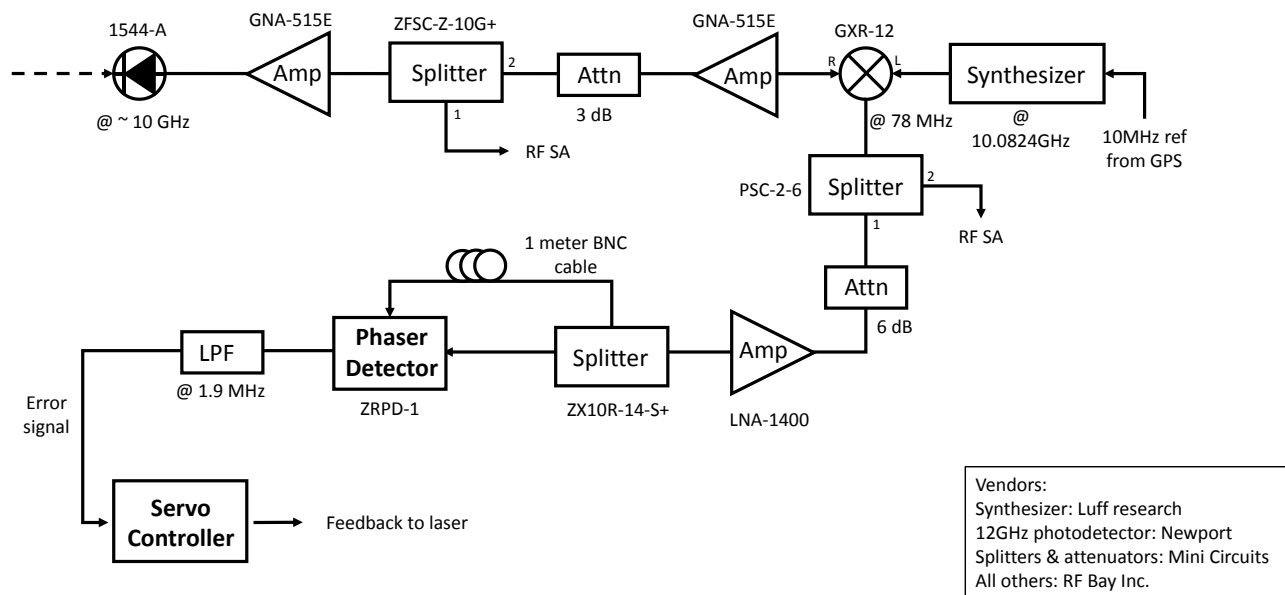 1544-A
GNA-515E
ZFSC-Z-10G+
GNA-515E
GXR-12
Amp
Splitter
2
Attn
Amp
R
L
Synthesizer
@ ~ 10 GHz
1
3 dB
@ 78 MHz
@
10.0824GHz
10MHz ref
from GPS
RF SA
PSC-2-6
Splitter
2
1
RF SA
1 meter BNC
cable
Attn
6 dB
LPF
Phaser
Detector
Splitter
Amp
@ 1.9 MHz
ZRPD-1
ZX10R-14-S+
LNA-1400
Error
signal
Servo
Controller
Feedback to laser
Vendors:
Synthesizer: Luff research
12GHz photodetector: Newport
Splitters & attenuators: Mini Circuits
All others: RF Bay Inc.